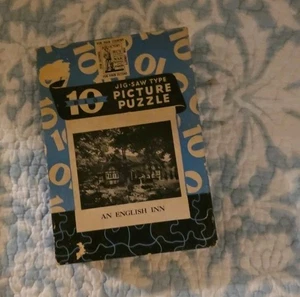 JIG-SAW TYPE
10 PICTURE
PUZZLE
AN ENGLISH INN